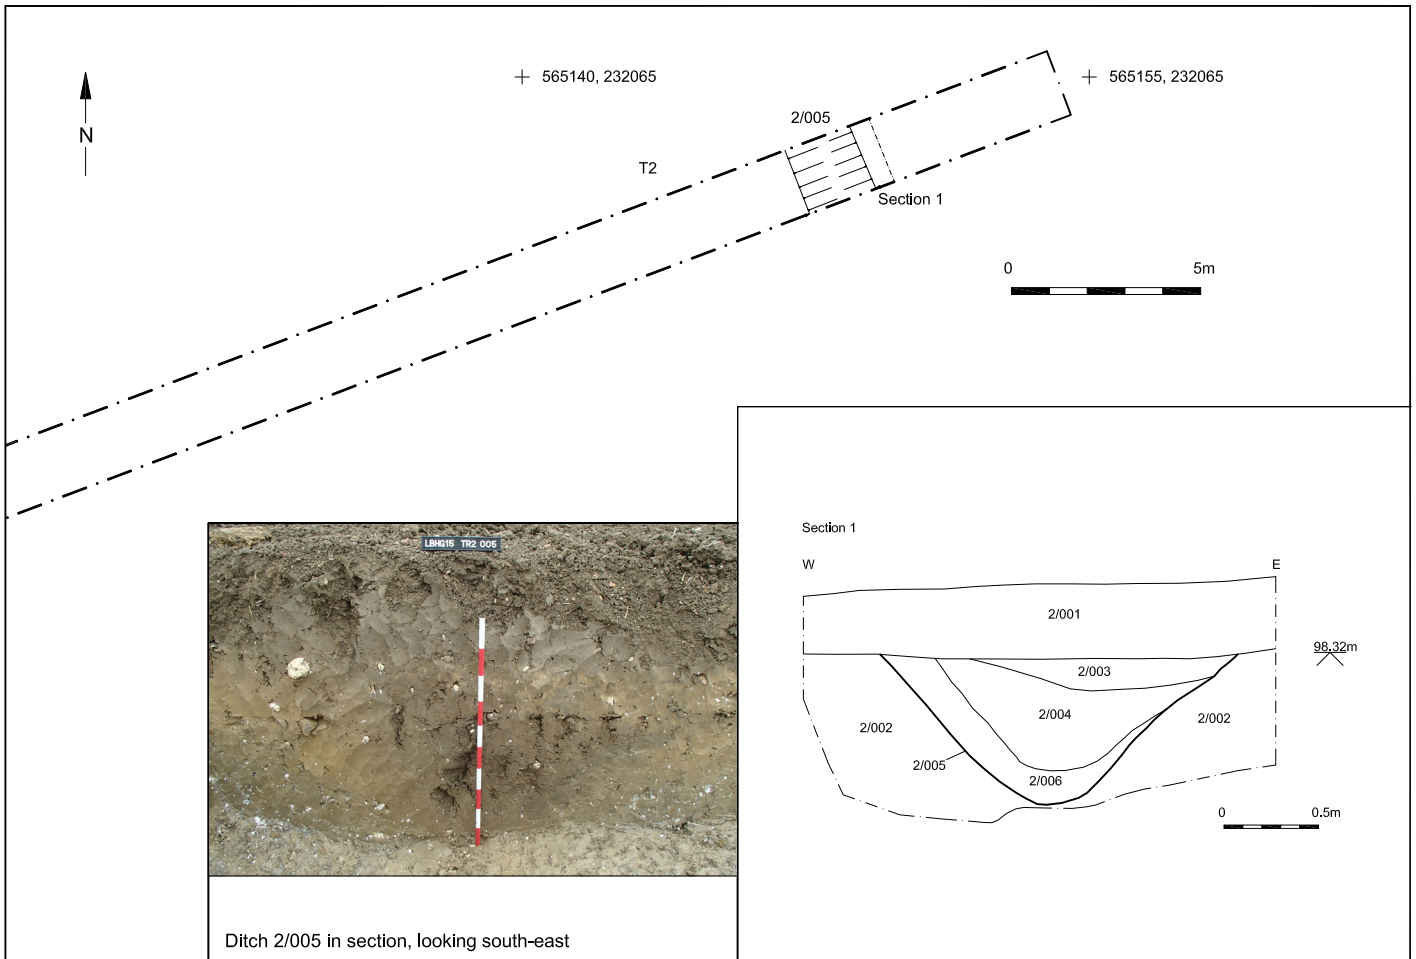 565140, 232065
565155, 232065
N
2/005
T2
Section 1
0 5m
LBHG15 TR2 005
Ditch 2/005 in section, looking south-east
Section 1
W E
2/001
98.32m
2/003
2/004
2/002
2/002
2/005
2/006
0 0.5m